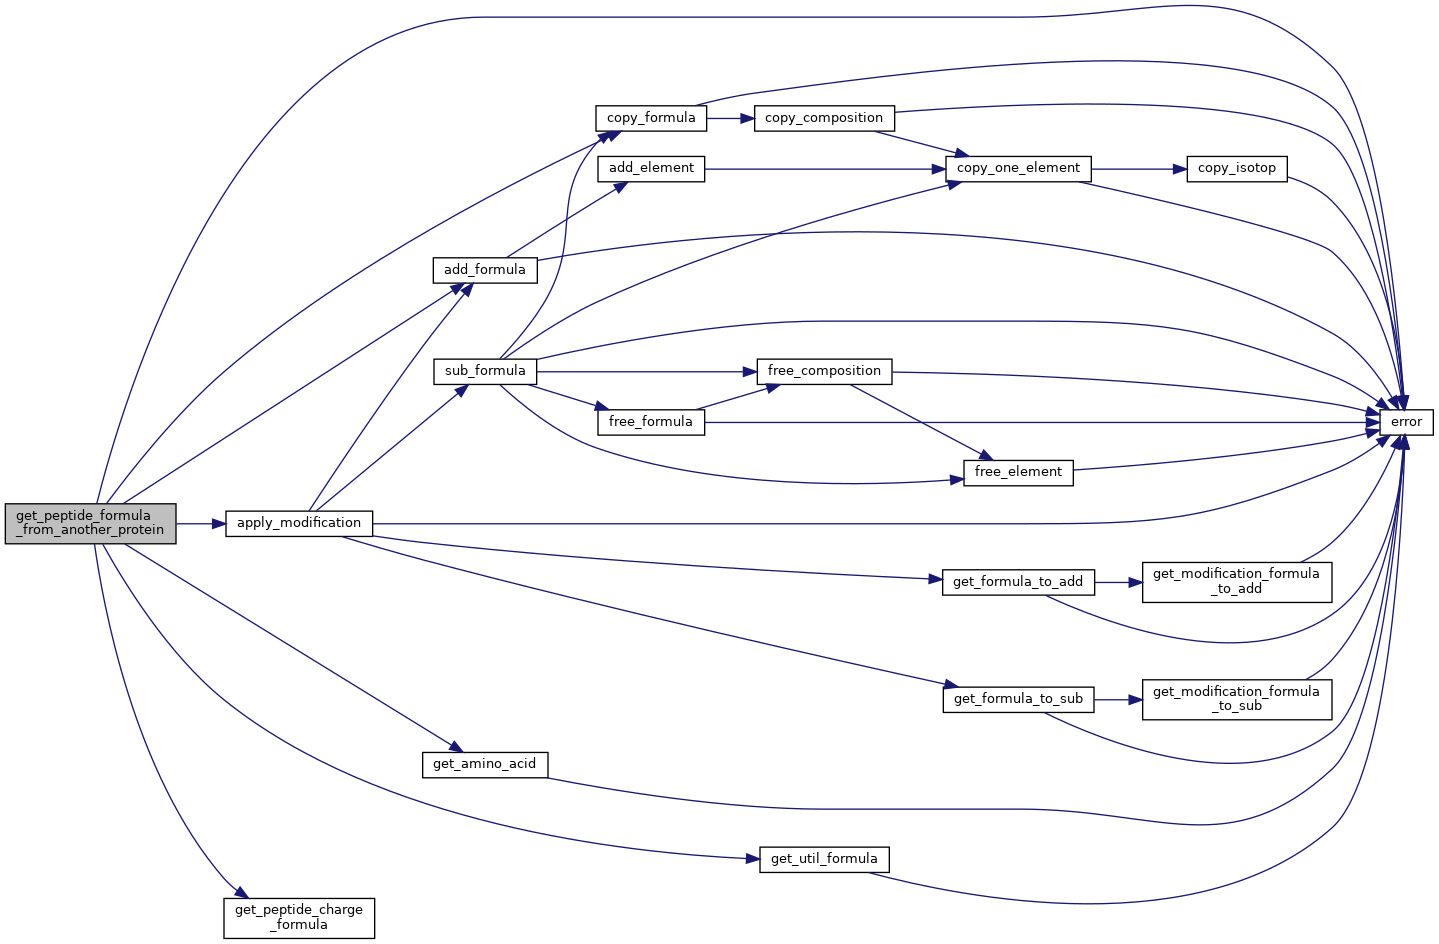 copy_formula
copy_composition
add_element
copy_one_element
copy_isotop
add_formula
sub_formula
free_composition
free_formula
error
free_element
get_peptide_formula
_from_another_protein
apply_modification
get_formula_to_add
get_modification_formula
_to_add
get_formula_to_sub
get_modification_formula
_to_sub
get_amino_acid
get_util_formula
get_peptide_charge
_formula